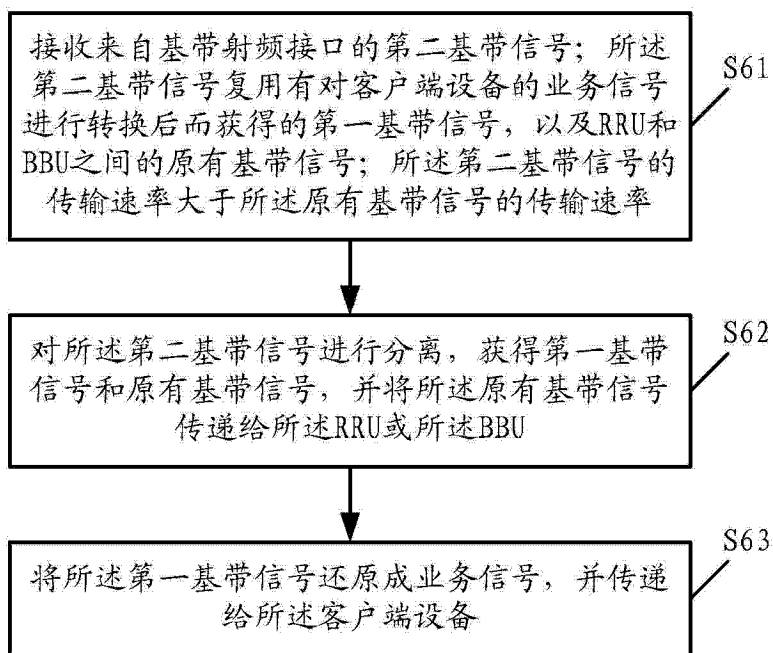 接收来自基带射频接口的第二基带信号；所述
第二基带信号复用有对客户端设备的业务信号
进行转换后而获得的第一基带信号，以及RRU和
BBU之间的原有基带信号；所述第二基带信号的
传输速率大于所述原有基带信号的传输速率
S61
对所述第二基带信号进行分离，获得第一基带
信号和原有基带信号，并将所述原有基带信号
传递给所述RRU或所述BBU
S62
将所述第一基带信号还原成业务信号，并传递
给所述客户端设备
S63